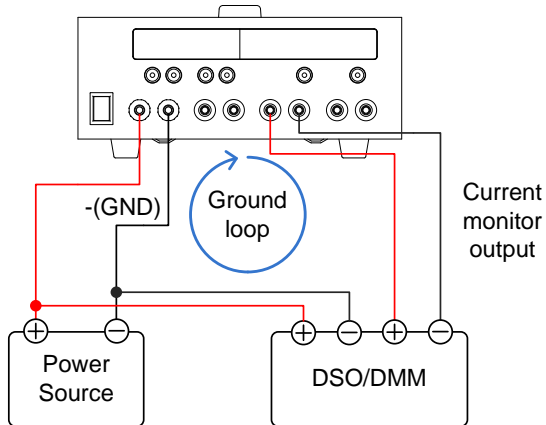 -(GND)
Ground
loop
Current
monitor
output
+
−
+
−
+
−
Power
Source
DSO/DMM